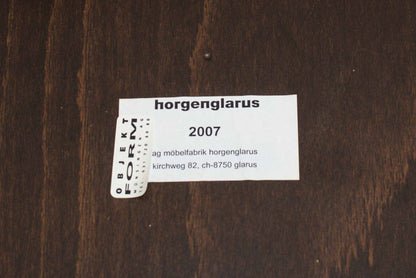 horgenglarus
2007
ag möbelfabrik horgenglarus
kirchweg 82, ch-8750 glarus
OBJEKT
FORM